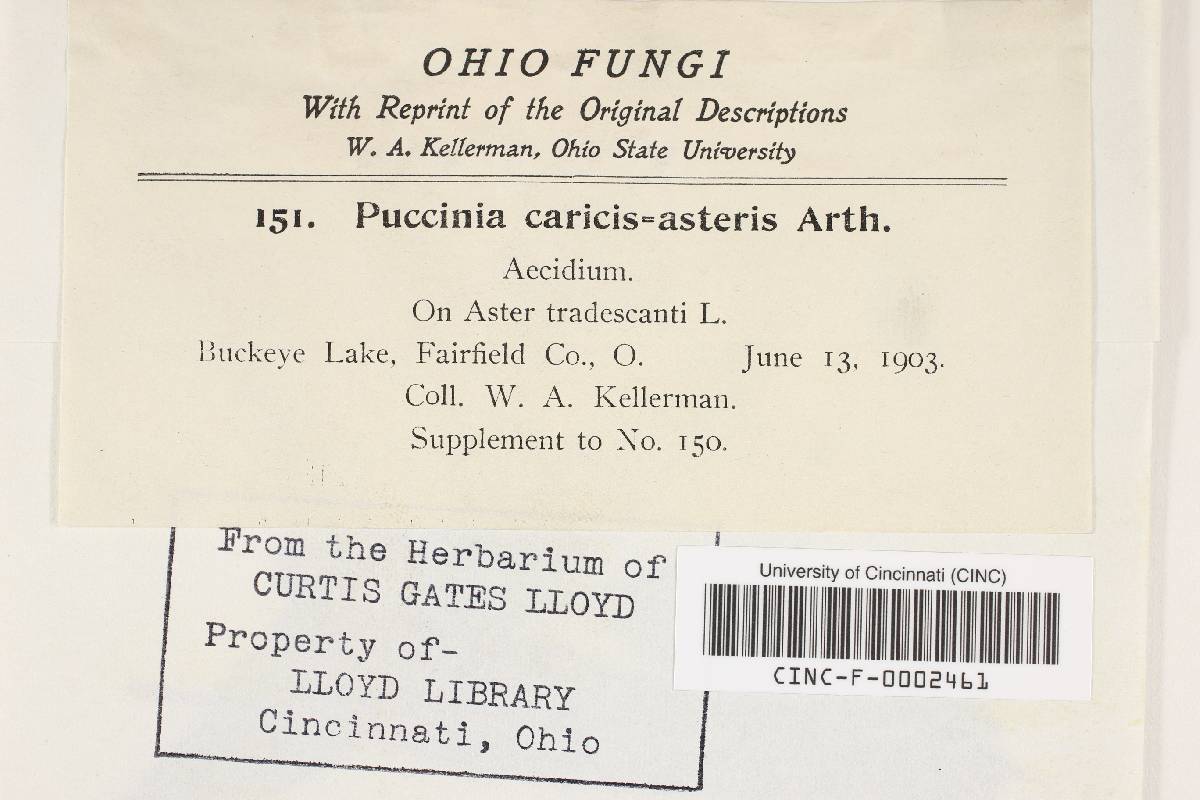 OHIO FUNGI
With Reprint of the Original Descriptions
W. A. Kellerman, Ohio State University
151. Puccinia caricis=asteris Arth.
Aecidium.
On Aster tradescanti L.
Buckeye Lake, Fairfield Co., O. June 13, 1903.
Coll. W. A. Kellerman.
Supplement to No. 150.
From the Herbarium of
CURTIS GATES LLOYD
Property of-
LLOYD LIBRARY
Cincinnati, Ohio
University of Cincinnati (CINC)
CINC-F-0002461